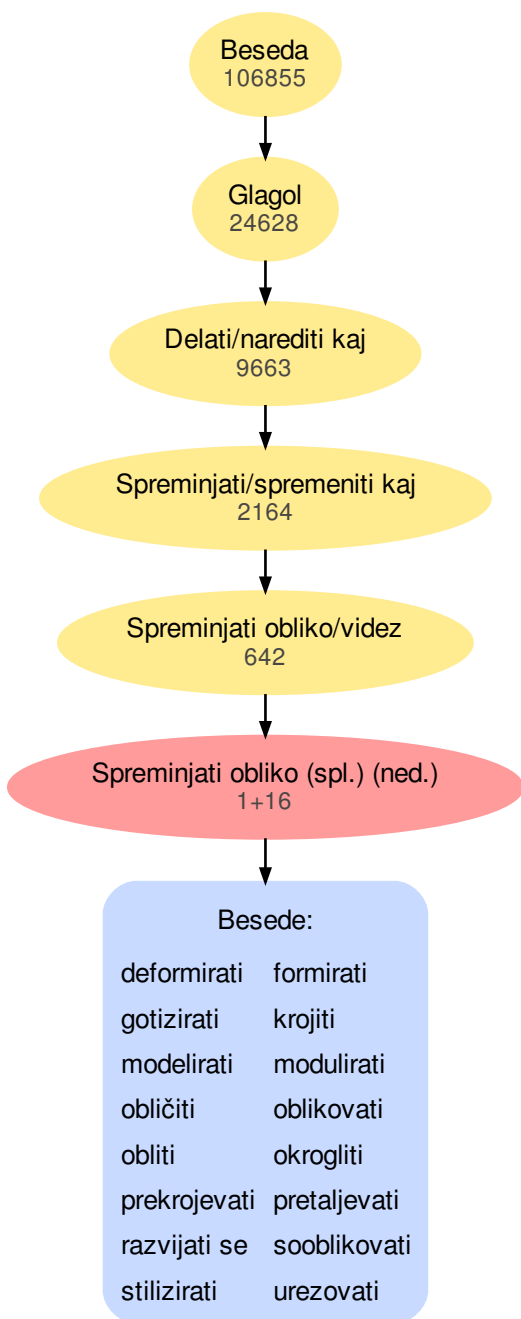 Beseda
106855
Glagol
24628
Delati/narediti kaj
9663
Spreminjati/spremeniti kaj
2164
Spreminjati obliko/videz
642
Spreminjati obliko (spl.) (ned.)
1+16
Besede:
deformirati formirati
gotizirati krojiti
modelirati modulirati
obličiti oblikovati
obliti okrogliti
prekrojevati pretaljevati
razvijati se sooblikovati
stilizirati urezovati